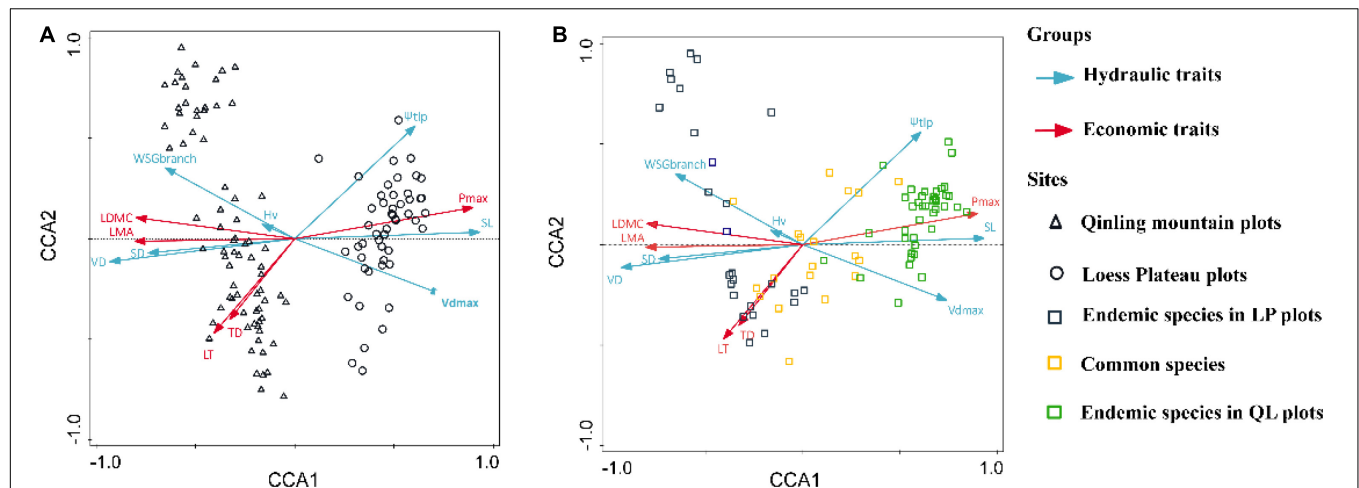 A
1.0
CCA2
-1.0
-1.0
CCA1
1.0
Ψtlp
WSGbranch
Hv
LDMC
LMA
SD
VD
Pmax
SL
Vdmax
TD
LT
B
1.0
CCA2
-1.0
-1.0
CCA1
1.0
Ψtlp
WSGbranch
Hv
LDMC
LMA
SD
VD
Pmax
SL
Vdmax
TD
LT
Groups
Hydraulic traits
Economic traits
Sites
Qinling mountain plots
Loess Plateau plots
Endemic species in LP plots
Common species
Endemic species in QL plots